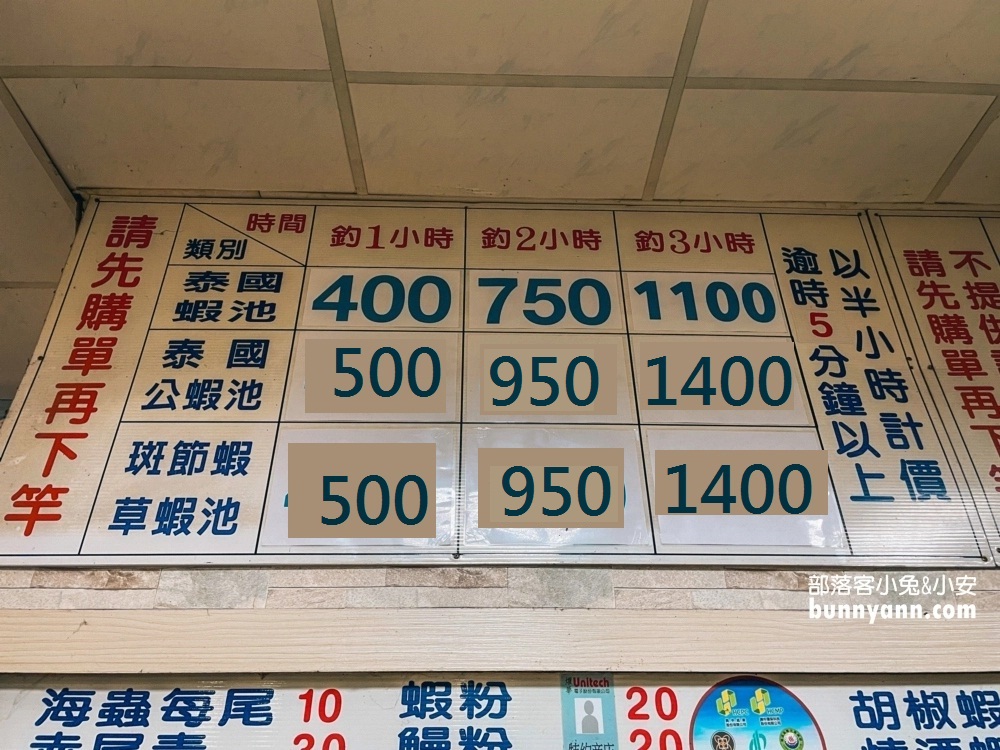 請先購單再下竿
時間
類別
釣1小時 釣2小時 釣3小時
泰國蝦池 400 750 1100
泰國公蝦池 500 950 1400
斑節蝦草蝦池 500 950 1400
逾時5分鐘以上
以半小時計價
不提供
請先購單再下竿
部落客小兔&小安
bunnyann.com
海蟲每尾 10 蝦粉 20 胡椒蝦
Unitech
鰻粉 20